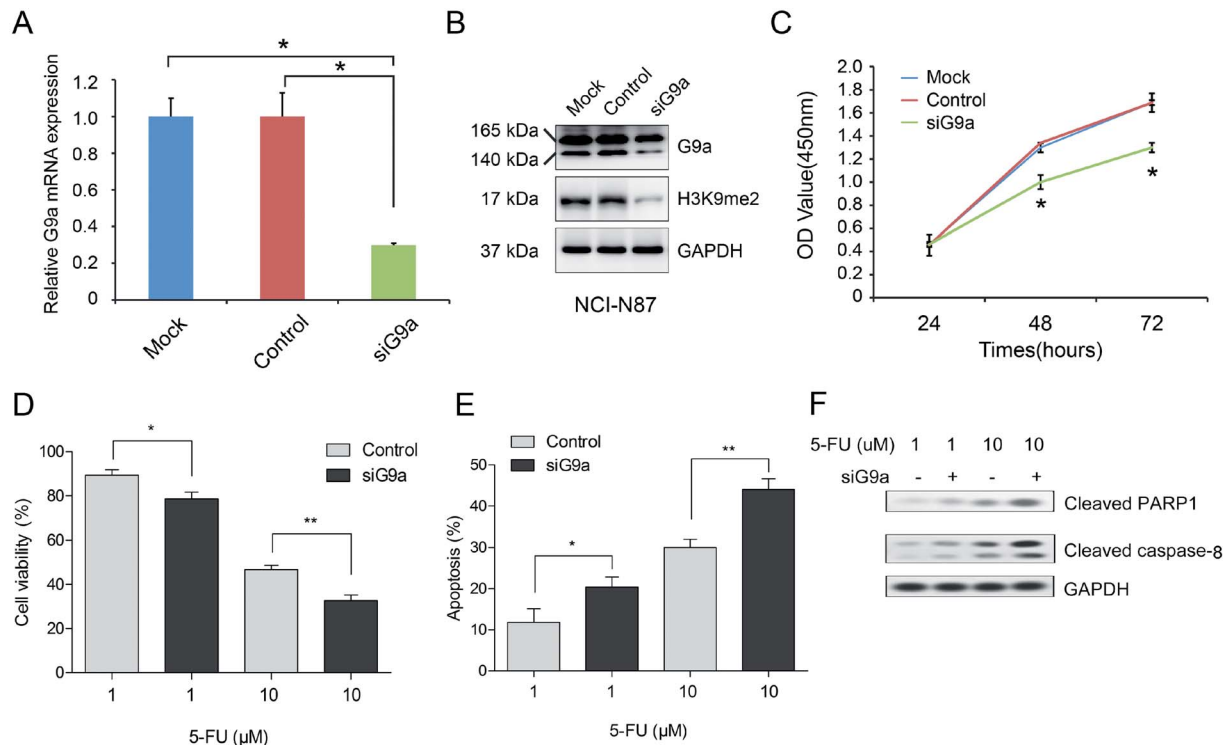 A
*
*
Relative G9a mRNA expression
1.2
1.0
0.8
0.6
0.4
0.2
0
Mock
Control
siG9a
B
Mock
Control
siG9a
165 kDa
140 kDa
G9a
17 kDa
H3K9me2
37 kDa
GAPDH
NCI-N87
C
Mock
Control
siG9a
OD Value(450nm)
2.0
1.8
1.6
1.4
1.2
1.0
0.8
0.6
0.4
0.2
0
*
*
24 48 72
Times(hours)
D
Control
siG9a
*
**
Cell viability (%)
100
80
60
40
20
0
1 1 10 10
5-FU (µM)
E
Control
siG9a
*
**
Apoptosis (%)
50
40
30
20
10
0
1 1 10 10
5-FU (µM)
F
5-FU (uM) 1 1 10 10
siG9a - + - +
Cleaved PARP1
Cleaved caspase-8
GAPDH